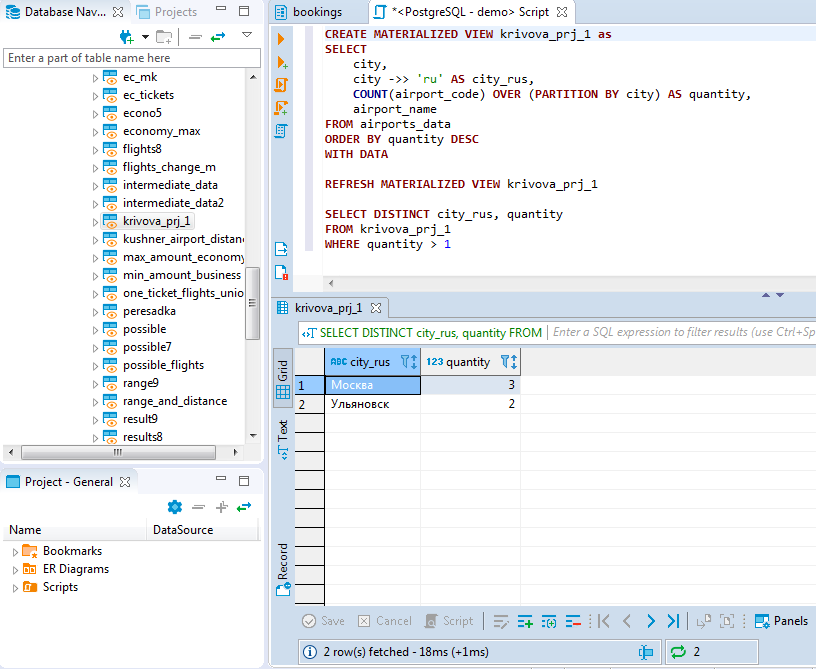 Database Nav...
Projects
Enter a part of table name here
ec_mk
ec_tickets
econo5
economy_max
flights8
flights_change_m
intermediate_data
intermediate_data2
krivova_prj_1
kushner_airport_distan
max_amount_economy
min_amount_business
one_ticket_flights_unio
peresadka
possible
possible7
possible_flights
range9
range_and_distance
result9
results8
Project - General
Name DataSource
Bookmarks
ER Diagrams
Scripts
bookings
*<PostgreSQL - demo> Script
CREATE MATERIALIZED VIEW krivova_prj_1 as
SELECT
city,
city ->> 'ru' AS city_rus,
COUNT(airport_code) OVER (PARTITION BY city) AS quantity,
airport_name
FROM airports_data
ORDER BY quantity DESC
WITH DATA
REFRESH MATERIALIZED VIEW krivova_prj_1
SELECT DISTINCT city_rus, quantity
FROM krivova_prj_1
WHERE quantity > 1
krivova_prj_1
SELECT DISTINCT city_rus, quantity FROM
Enter a SQL expression to filter results (use Ctrl+Sp
Grid
Text
Record
ABC city_rus 123 quantity
1 Москва 3
2 Ульяновск 2
Save Cancel Script Panels
2 row(s) fetched - 18ms (+1ms) 2